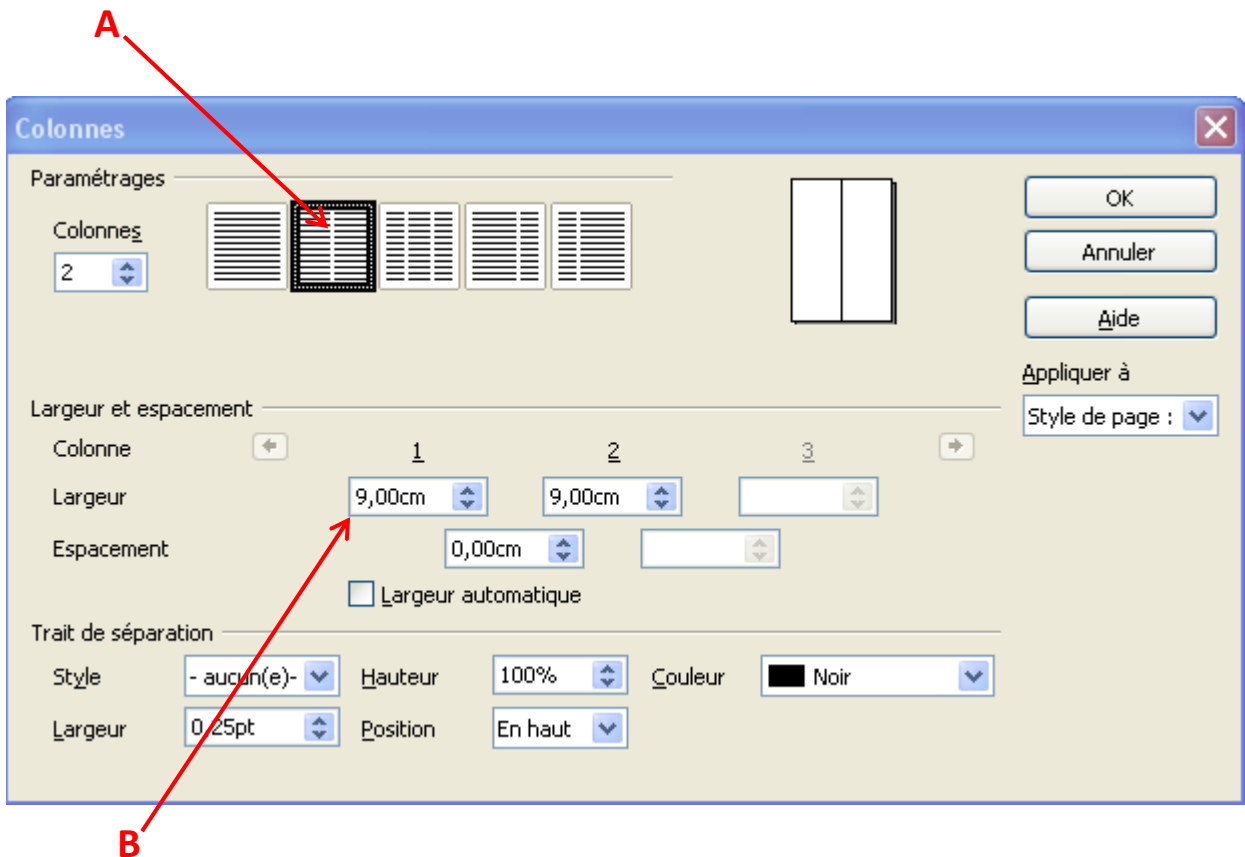 A
Colonnes
Paramétrages
Colonnes
2
OK
Annuler
Aide
Appliquer à
Style de page :
Largeur et espacement
Colonne 1 2 3
Largeur 9,00cm 9,00cm
Espacement 0,00cm
Largeur automatique
Trait de séparation
Style - aucun(e)- Hauteur 100% Couleur Noir
Largeur 0,25pt Position En haut
B